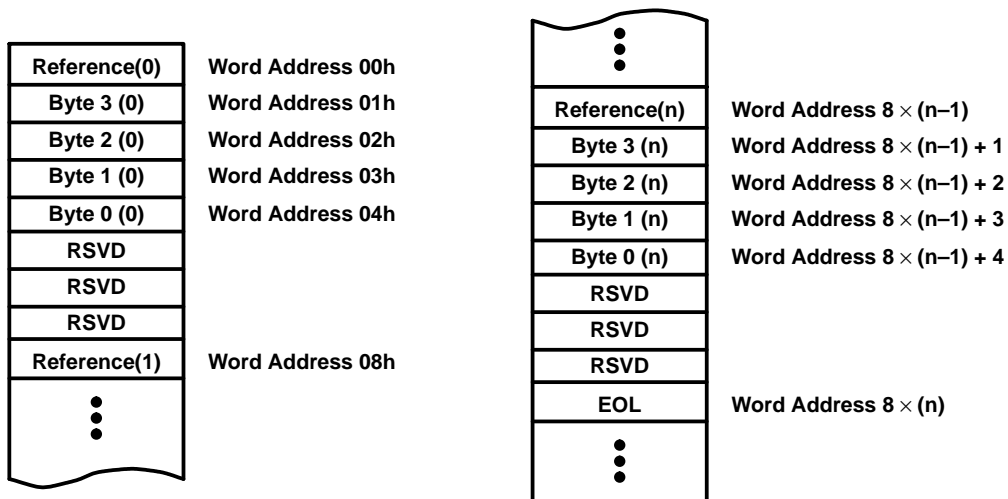 Reference(0) Word Address 00h
Byte 3 (0) Word Address 01h
Byte 2 (0) Word Address 02h
Byte 1 (0) Word Address 03h
Byte 0 (0) Word Address 04h
RSVD
RSVD
RSVD
Reference(1) Word Address 08h
Reference(n) Word Address 8 × (n–1)
Byte 3 (n) Word Address 8 × (n–1) + 1
Byte 2 (n) Word Address 8 × (n–1) + 2
Byte 1 (n) Word Address 8 × (n–1) + 3
Byte 0 (n) Word Address 8 × (n–1) + 4
RSVD
RSVD
RSVD
EOL Word Address 8 × (n)